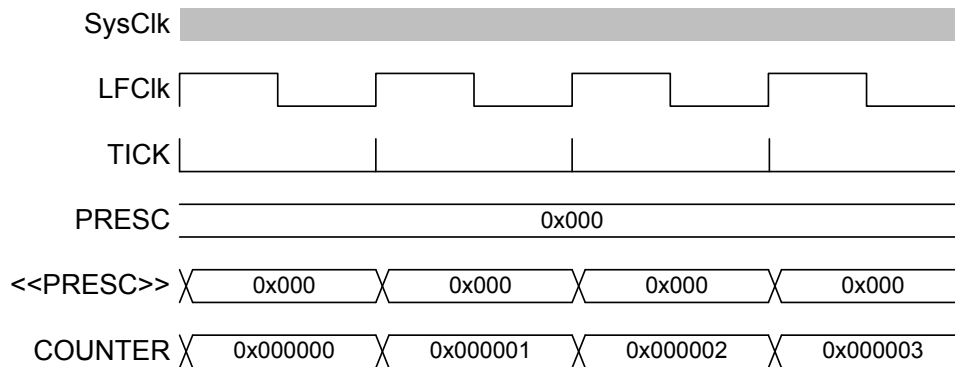 SysClk
LFClk
TICK
PRESC 0x000
<<PRESC>> 0x000 0x000 0x000 0x000
COUNTER 0x000000 0x000001 0x000002 0x000003